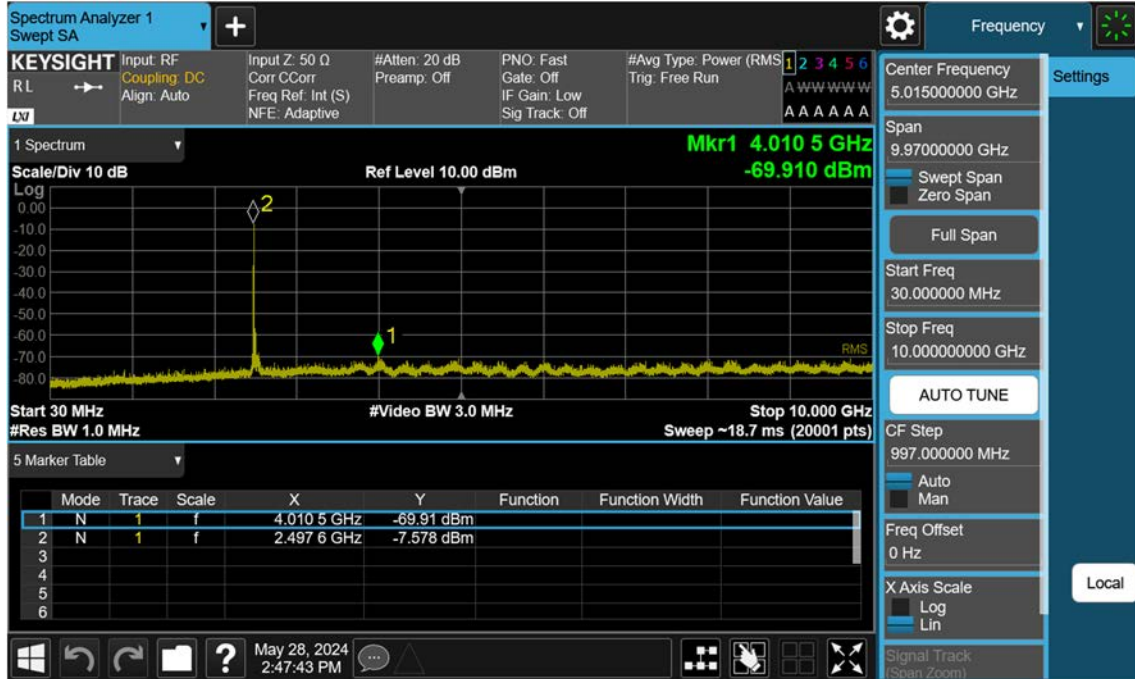 Spectrum Analyzer 1
Swept SA
+
Frequency
KEYSIGHT
R L
LXI
Input: RF
Coupling: DC
Align: Auto
Input Z: 50 Ω
Corr CCorr
Freq Ref: Int (S)
NFE: Adaptive
#Atten: 20 dB
Preamp: Off
PNO: Fast
Gate: Off
IF Gain: Low
Sig Track: Off
#Avg Type: Power (RMS
Trig: Free Run
1 2 3 4 5 6
A W W W W W
A A A A A A
1 Spectrum
Scale/Div 10 dB
Ref Level 10.00 dBm
Mkr1 4.010 5 GHz
-69.910 dBm
Log
0.00
-10.0
-20.0
-30.0
-40.0
-50.0
-60.0
-70.0
-80.0
2
1
RMS
Start 30 MHz
#Video BW 3.0 MHz
Stop 10.000 GHz
#Res BW 1.0 MHz
Sweep ~18.7 ms (20001 pts)
5 Marker Table
Mode Trace Scale X Y Function Function Width Function Value
1 N 1 f 4.010 5 GHz -69.91 dBm
2 N 1 f 2.497 6 GHz -7.578 dBm
3
4
5
6
?
May 28, 2024
2:47:43 PM
Center Frequency
5.015000000 GHz
Settings
Span
9.97000000 GHz
Swept Span
Zero Span
Full Span
Start Freq
30.000000 MHz
Stop Freq
10.000000000 GHz
AUTO TUNE
CF Step
997.000000 MHz
Auto
Man
Freq Offset
0 Hz
X Axis Scale
Log
Lin
Local
Signal Track
(Span Zoom)